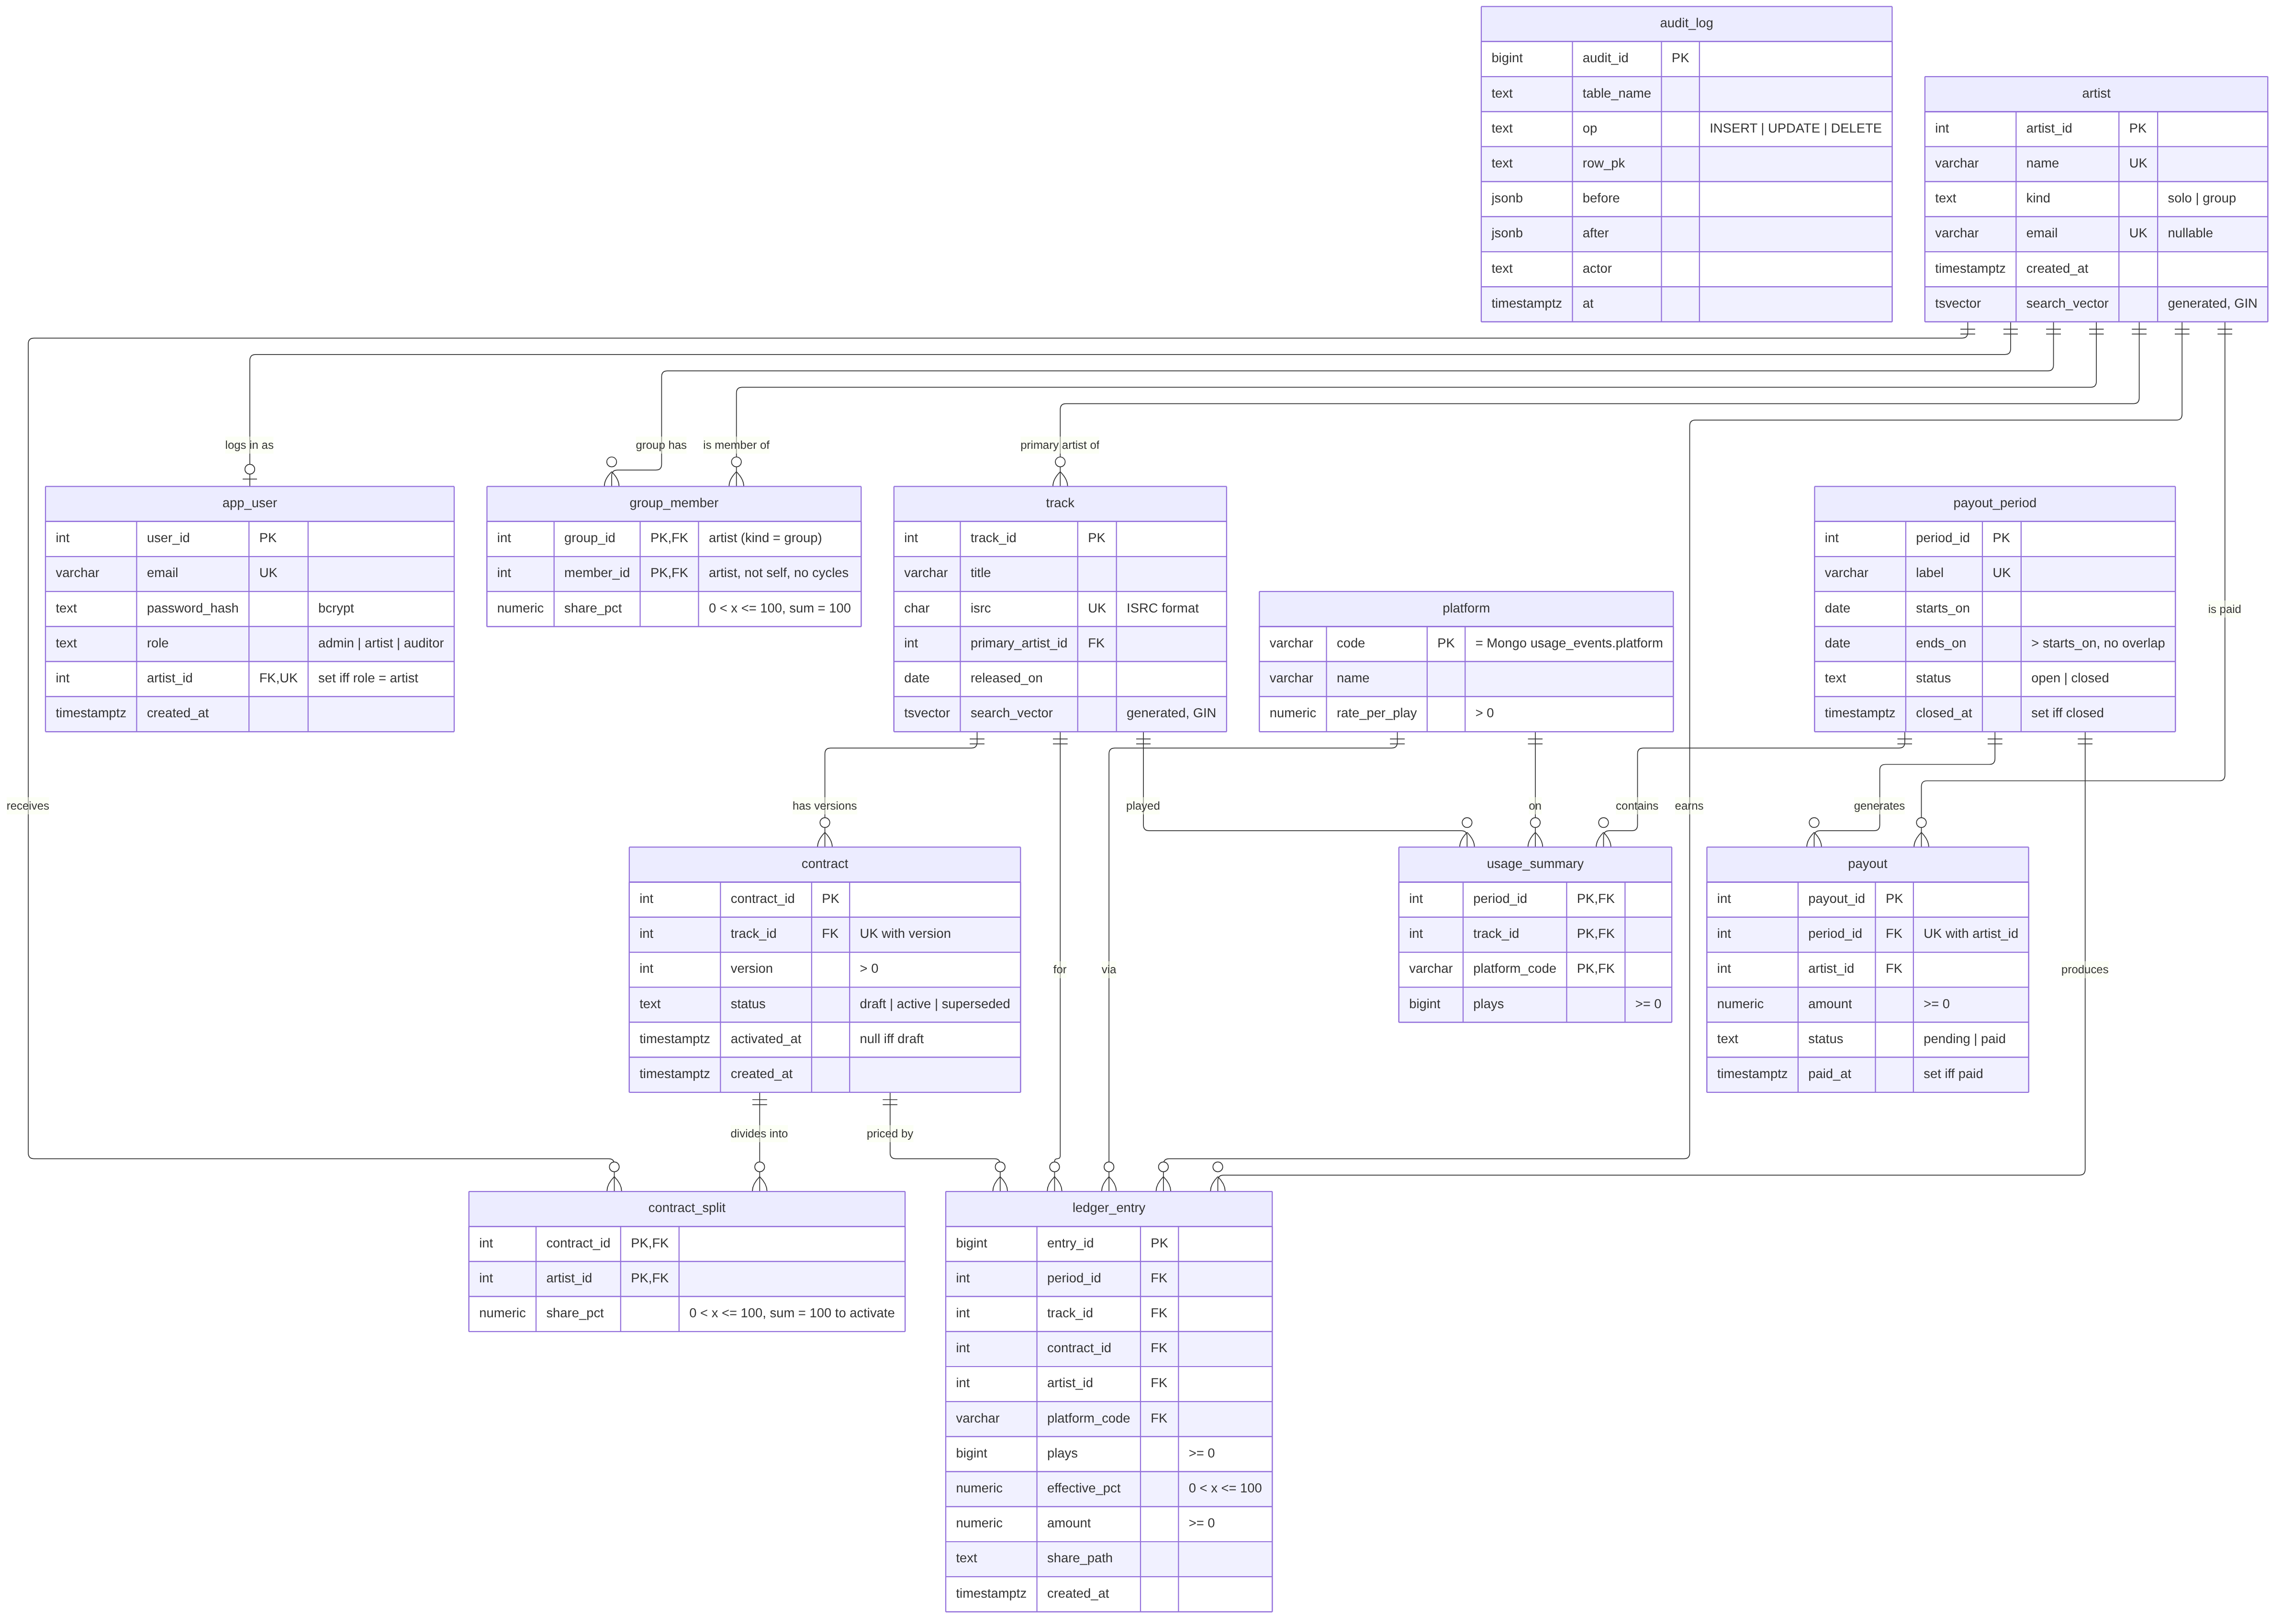 audit_log
bigint audit_id PK
text table_name
text op INSERT | UPDATE | DELETE
text row_pk
jsonb before
jsonb after
text actor
timestamptz at
artist
int artist_id PK
varchar name UK
text kind solo | group
varchar email UK nullable
timestamptz created_at
tsvector search_vector generated, GIN
logs in as
group has
is member of
primary artist of
app_user
int user_id PK
varchar email UK
text password_hash bcrypt
text role admin | artist | auditor
int artist_id FK,UK set iff role = artist
timestamptz created_at
group_member
int group_id PK,FK artist (kind = group)
int member_id PK,FK artist, not self, no cycles
numeric share_pct 0 < x <= 100, sum = 100
track
int track_id PK
varchar title
char isrc UK ISRC format
int primary_artist_id FK
date released_on
tsvector search_vector generated, GIN
platform
varchar code PK = Mongo usage_events.platform
varchar name
numeric rate_per_play > 0
payout_period
int period_id PK
varchar label UK
date starts_on
date ends_on > starts_on, no overlap
text status open | closed
timestamptz closed_at set iff closed
is paid
receives
has versions
played
on
contains
earns
generates
contract
int contract_id PK
int track_id FK UK with version
int version > 0
text status draft | active | superseded
timestamptz activated_at null iff draft
timestamptz created_at
for
via
usage_summary
int period_id PK,FK
int track_id PK,FK
varchar platform_code PK,FK
bigint plays >= 0
payout
int payout_id PK
int period_id FK UK with artist_id
int artist_id FK
numeric amount >= 0
text status pending | paid
timestamptz paid_at set iff paid
produces
divides into
priced by
contract_split
int contract_id PK,FK
int artist_id PK,FK
numeric share_pct 0 < x <= 100, sum = 100 to activate
ledger_entry
bigint entry_id PK
int period_id FK
int track_id FK
int contract_id FK
int artist_id FK
varchar platform_code FK
bigint plays >= 0
numeric effective_pct 0 < x <= 100
numeric amount >= 0
text share_path
timestamptz created_at